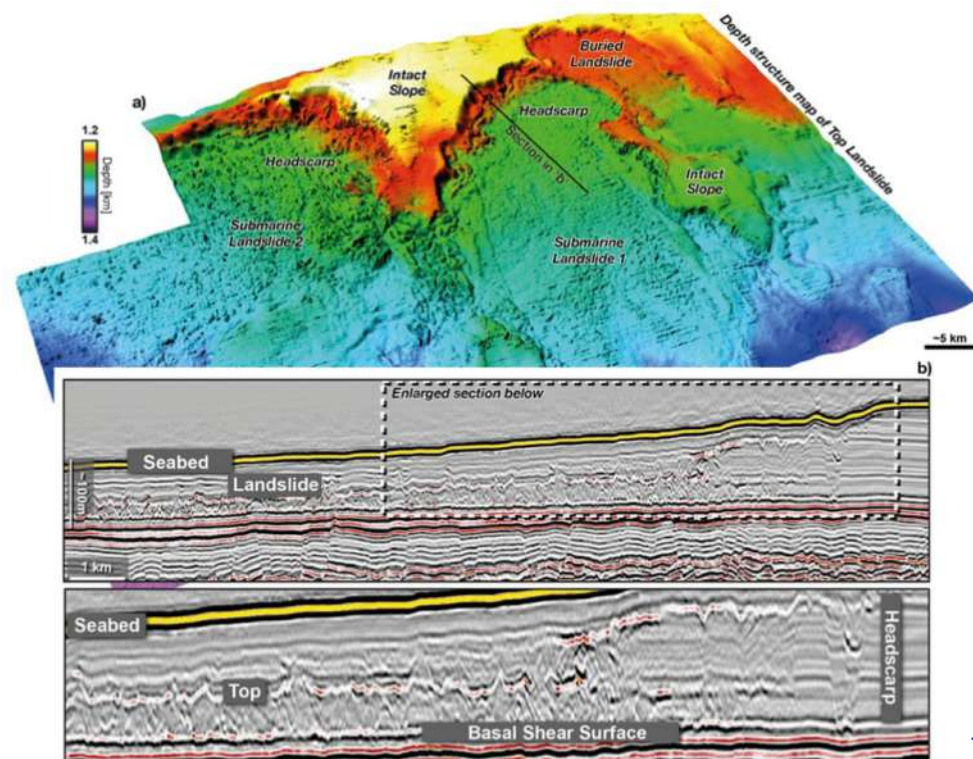 a)
Depth structure map of Top Landslide
Intact
Slope
Buried
Landslide
Headscarp
Section in 'b'
1.2
Depth [km]
1.4
Headscarp
Intact
Slope
Submarine
Landslide 2
Submarine
Landslide 1
~5 km
b)
Enlarged section below
Seabed
Landslide
~100m
1 km
Seabed
Top
Headscarp
Basal Shear Surface